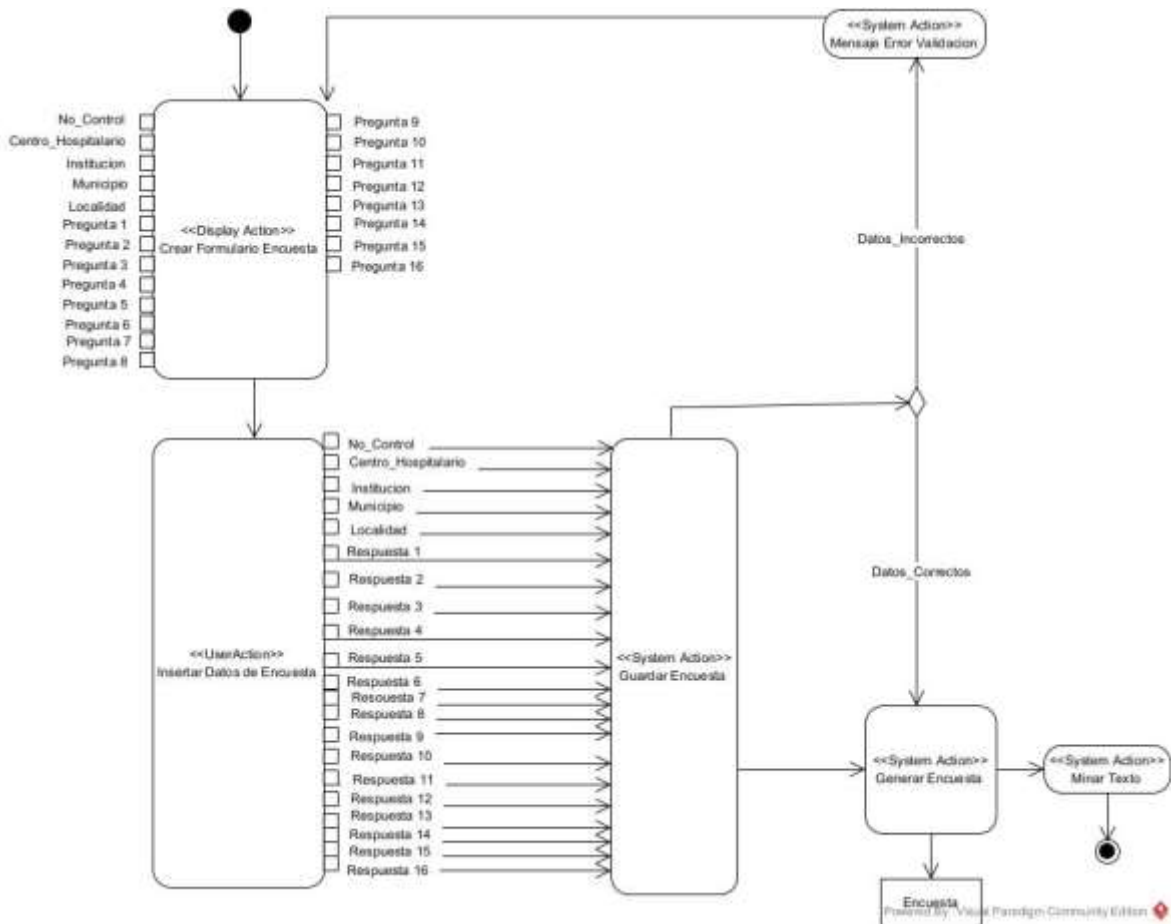 <<System Action>>
Mensaje Error Validacion
No_Control
Centro_Hospitalario
Institucion
Municipio
Localidad
Pregunta 1
Pregunta 2
Pregunta 3
Pregunta 4
Pregunta 5
Pregunta 6
Pregunta 7
Pregunta 8
<<Display Action>>
Crear Formulario Encuesta
Pregunta 9
Pregunta 10
Pregunta 11
Pregunta 12
Pregunta 13
Pregunta 14
Pregunta 15
Pregunta 16
Datos_Incorrectos
<<UserAction>>
Insertar Datos de Encuesta
No_Control
Centro_Hospitalario
Institucion
Municipio
Localidad
Respuesta 1
Respuesta 2
Respuesta 3
Respuesta 4
Respuesta 5
Respuesta 6
Resouesta 7
Respuesta 8
Respuesta 9
Respuesta 10
Respuesta 11
Respuesta 12
Respuesta 13
Respuesta 14
Respuesta 15
Respuesta 16
<<System Action>>
Guardar Encuesta
Datos_Correctos
<<System Action>>
Generar Encuesta
<<System Action>>
Minar Texto
Encuesta
Powered By Visual Paradigm Community Edition